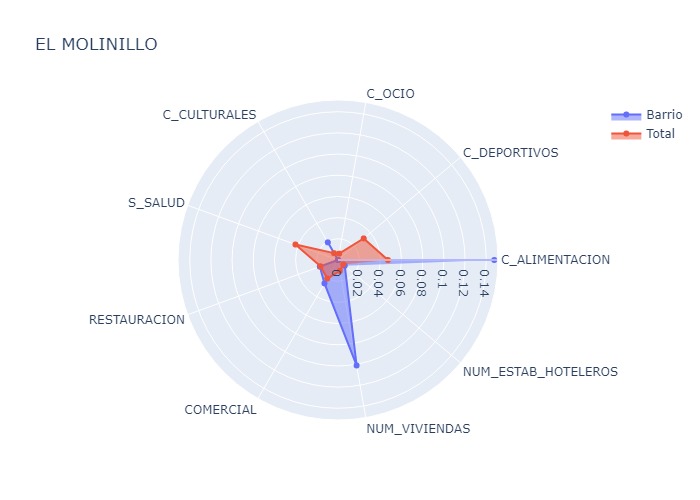 EL MOLINILLO
C_OCIO
C_CULTURALES
Barrio
Total
C_DEPORTIVOS
S_SALUD
C_ALIMENTACION
0
0.02
0.04
0.06
0.08
0.1
0.12
0.14
RESTAURACION
NUM_ESTAB_HOTELEROS
COMERCIAL
NUM_VIVIENDAS